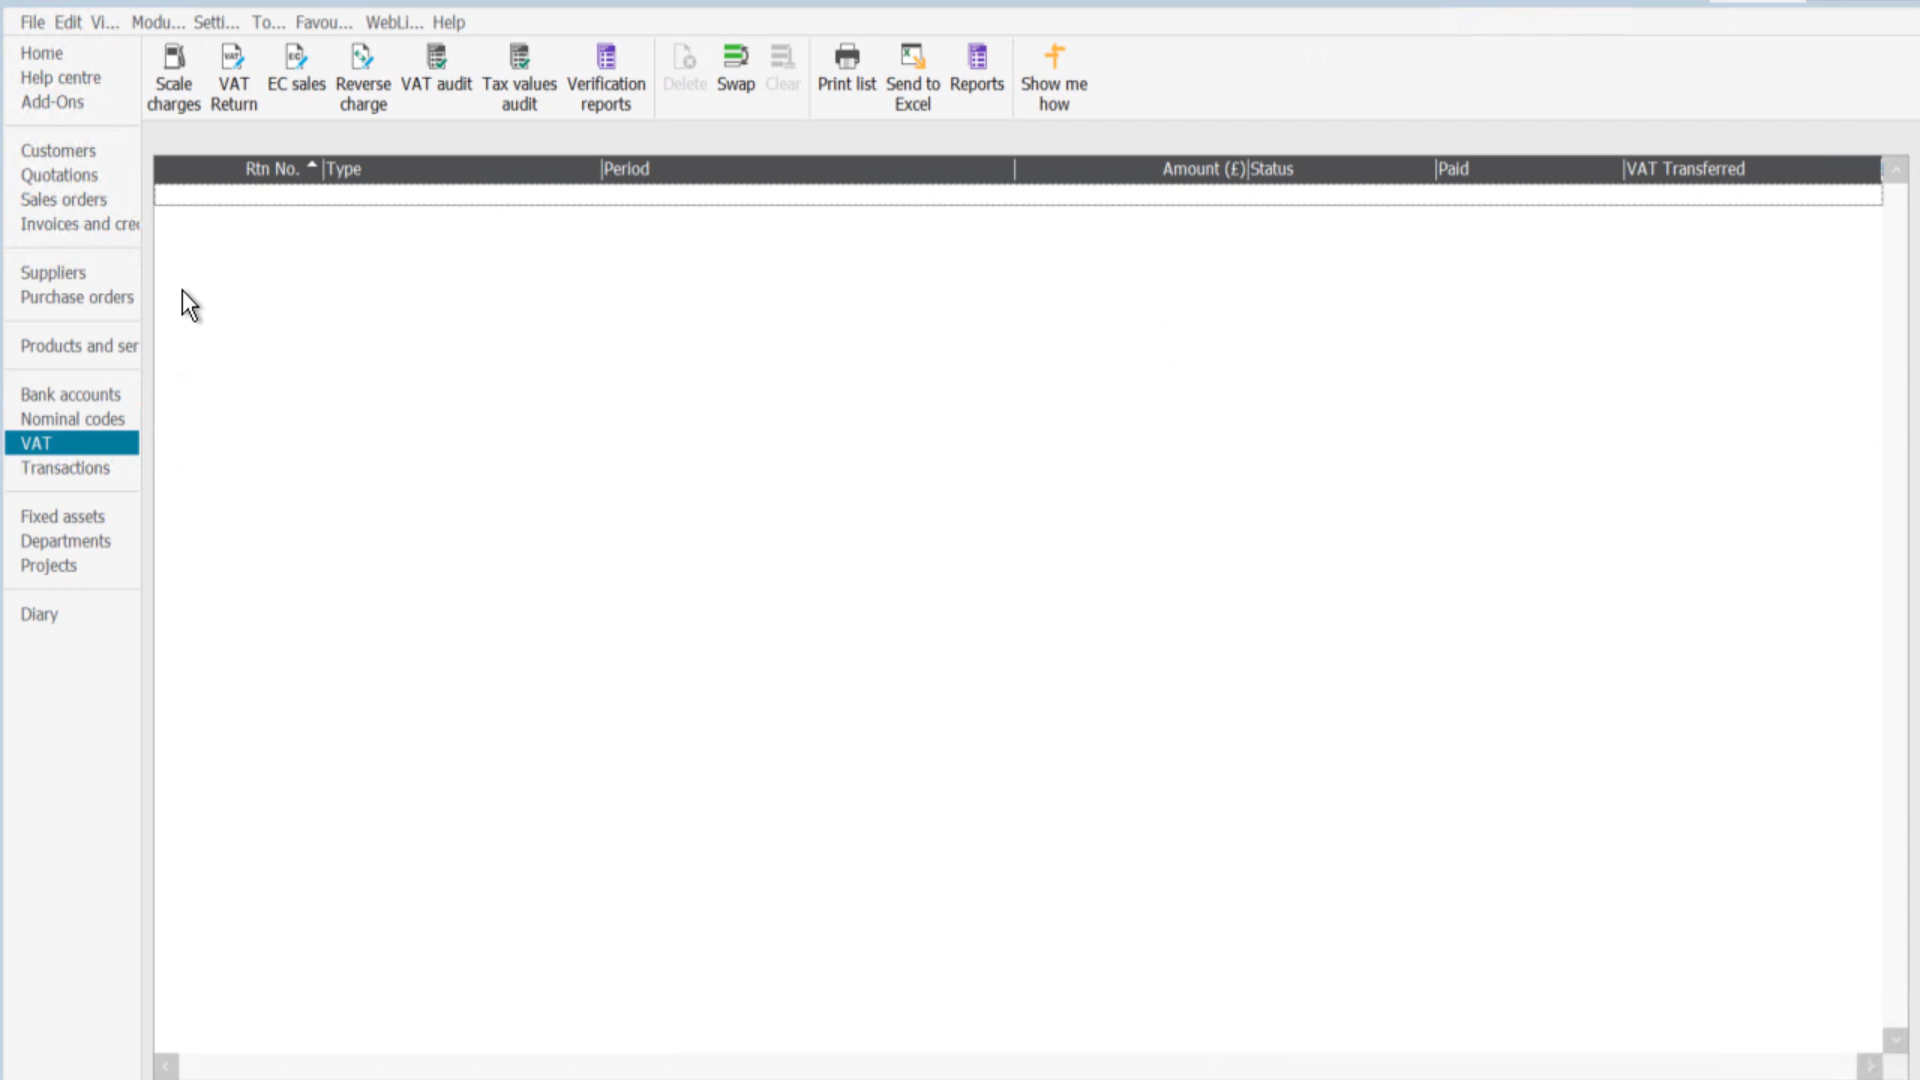 File Edit Vi... Modu... Setti... To... Favou... WebLi... Help
Home
Help centre
Add-Ons
Customers
Quotations
Sales orders
Invoices and cre
Suppliers
Purchase orders
Products and ser
Bank accounts
Nominal codes
VAT
Transactions
Fixed assets
Departments
Projects
Diary
Scale charges
VAT Return
EC sales
Reverse charge
VAT audit
Tax values audit
Verification reports
Delete
Swap
Clear
Print list
Send to Excel
Reports
Show me how
Rtn No. Type Period Amount (£) Status Paid VAT Transferred